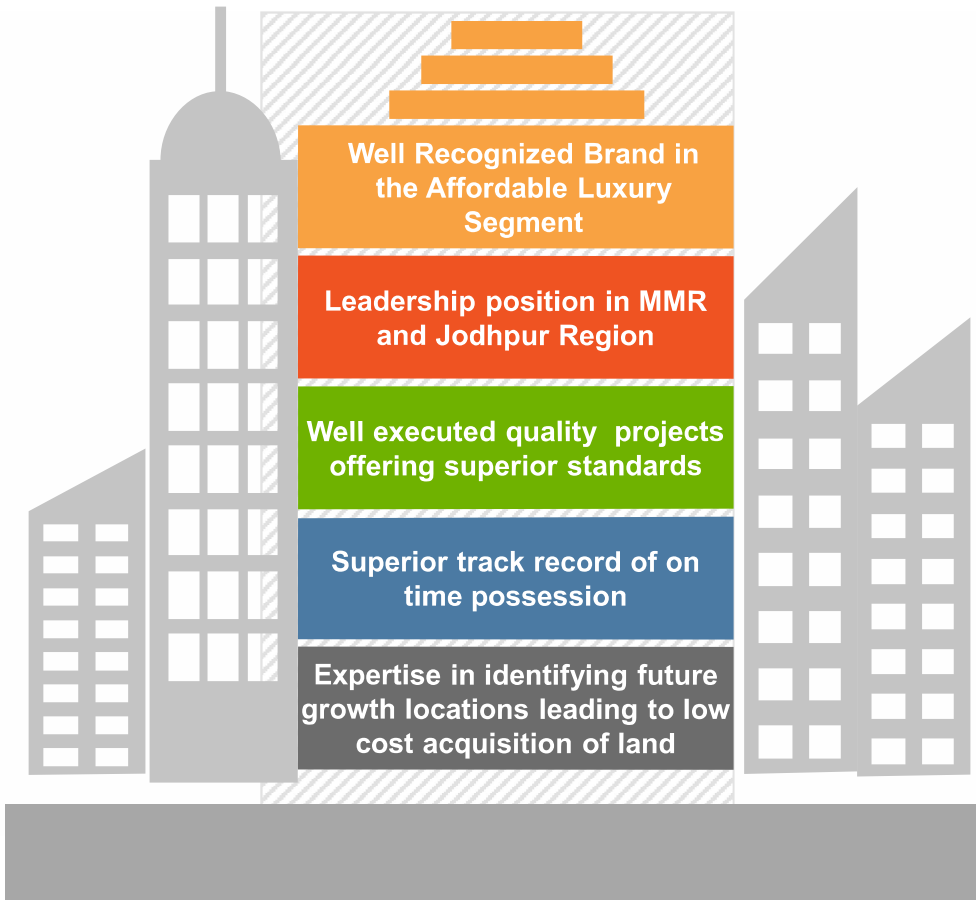 Well Recognized Brand in
the Affordable Luxury
Segment
Leadership position in MMR
and Jodhpur Region
Well executed quality  projects
offering superior standards
Superior track record of on
time possession
Expertise in identifying future
growth locations leading to low
cost acquisition of land